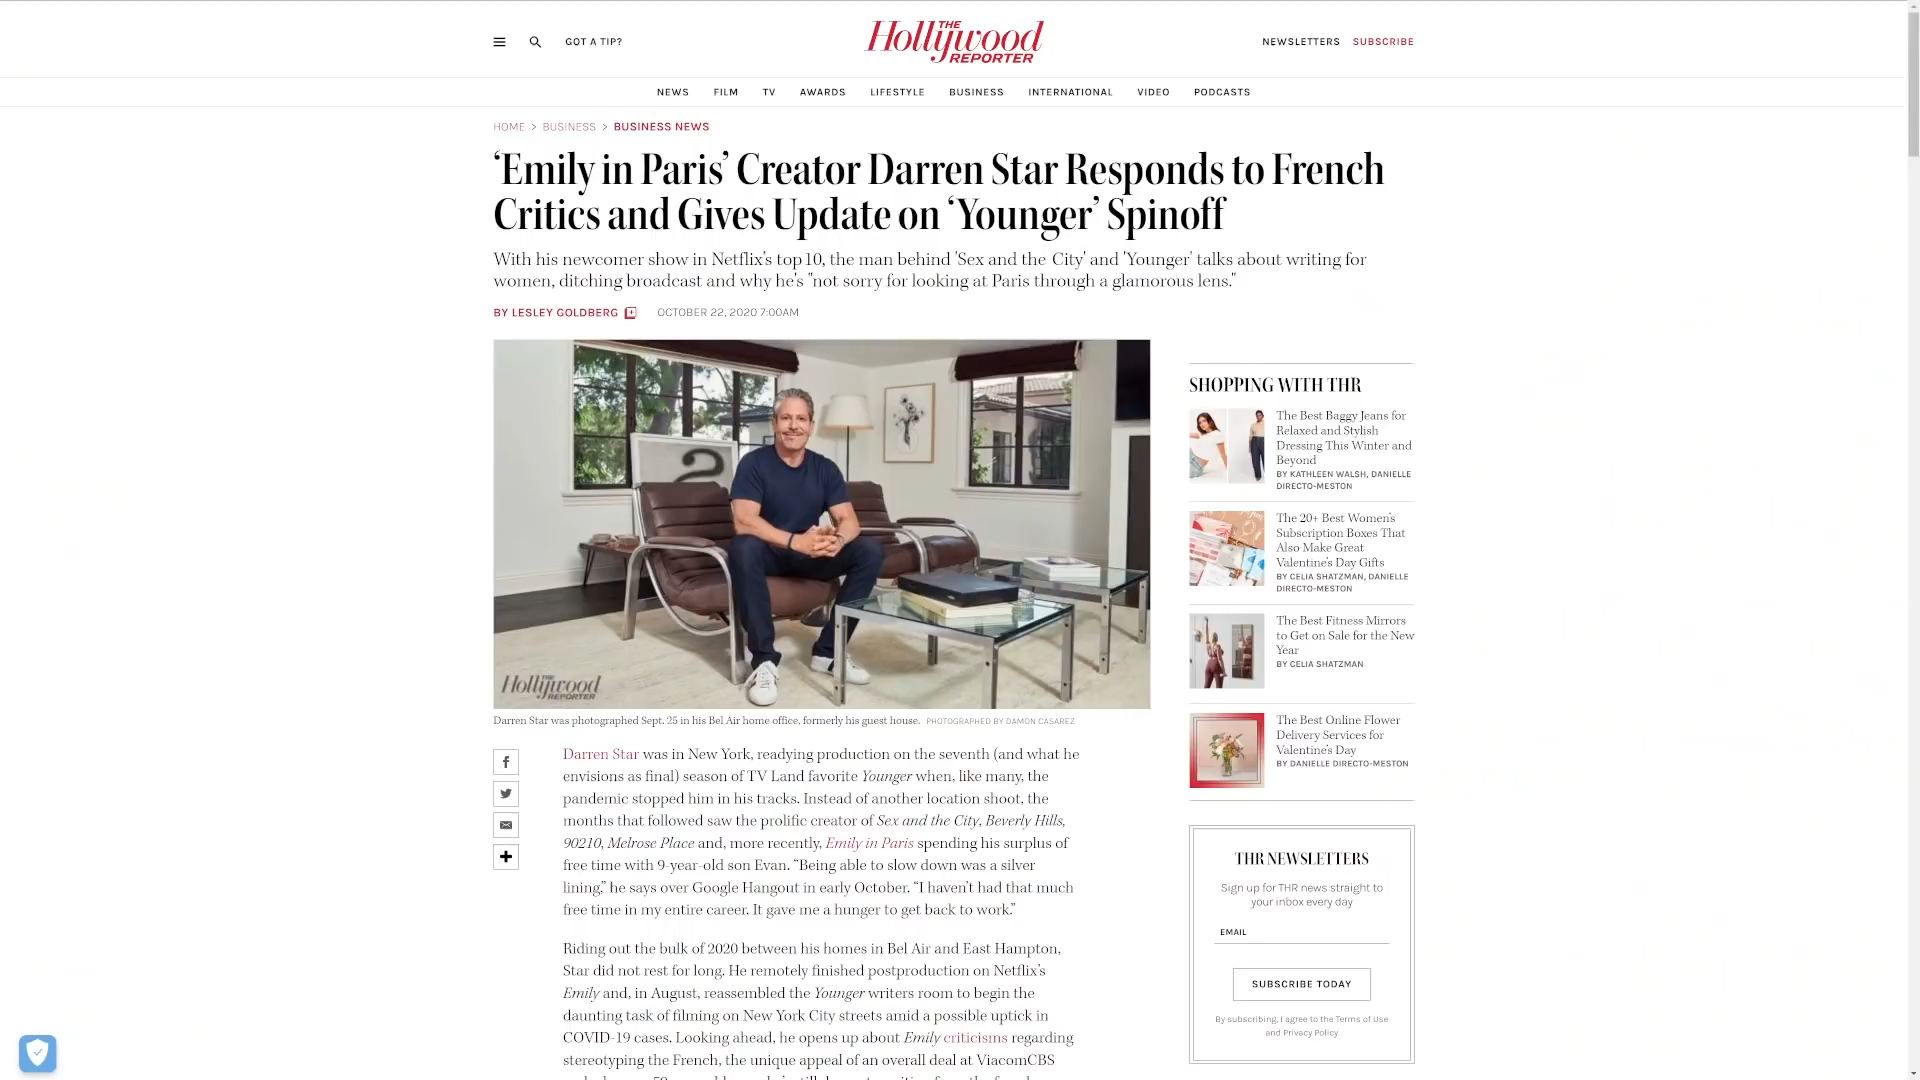 GOT A TIP?
THE
Hollywood
REPORTER
NEWSLETTERS SUBSCRIBE
NEWS FILM TV AWARDS LIFESTYLE BUSINESS INTERNATIONAL VIDEO PODCASTS
HOME > BUSINESS > BUSINESS NEWS
‘Emily in Paris’ Creator Darren Star Responds to French
Critics and Gives Update on ‘Younger’ Spinoff
With his newcomer show in Netflix's top 10, the man behind 'Sex and the City' and 'Younger' talks about writing for
women, ditching broadcast and why he's "not sorry for looking at Paris through a glamorous lens."
BY LESLEY GOLDBERG OCTOBER 22, 2020 7:00AM
THE
Hollywood
REPORTER
Darren Star was photographed Sept. 25 in his Bel Air home office, formerly his guest house. PHOTOGRAPHED BY DAMON CASAREZ
Darren Star was in New York, readying production on the seventh (and what he
envisions as final) season of TV Land favorite Younger when, like many, the
pandemic stopped him in his tracks. Instead of another location shoot, the
months that followed saw the prolific creator of Sex and the City, Beverly Hills,
90210, Melrose Place and, more recently, Emily in Paris spending his surplus of
free time with 9-year-old son Evan. “Being able to slow down was a silver
lining,” he says over Google Hangout in early October. “I haven’t had that much
free time in my entire career. It gave me a hunger to get back to work.”
Riding out the bulk of 2020 between his homes in Bel Air and East Hampton,
Star did not rest for long. He remotely finished postproduction on Netflix’s
Emily and, in August, reassembled the Younger writers room to begin the
daunting task of filming on New York City streets amid a possible uptick in
COVID-19 cases. Looking ahead, he opens up about Emily criticisms regarding
stereotyping the French, the unique appeal of an overall deal at ViacomCBS
SHOPPING WITH THR
The Best Baggy Jeans for
Relaxed and Stylish
Dressing This Winter and
Beyond
BY KATHLEEN WALSH, DANIELLE
DIRECTO-MESTON
The 20+ Best Women’s
Subscription Boxes That
Also Make Great
Valentine’s Day Gifts
BY CELIA SHATZMAN, DANIELLE
DIRECTO-MESTON
The Best Fitness Mirrors
to Get on Sale for the New
Year
BY CELIA SHATZMAN
The Best Online Flower
Delivery Services for
Valentine’s Day
BY DANIELLE DIRECTO-MESTON
THR NEWSLETTERS
Sign up for THR news straight to
your inbox every day
EMAIL
SUBSCRIBE TODAY
By subscribing, I agree to the Terms of Use
and Privacy Policy